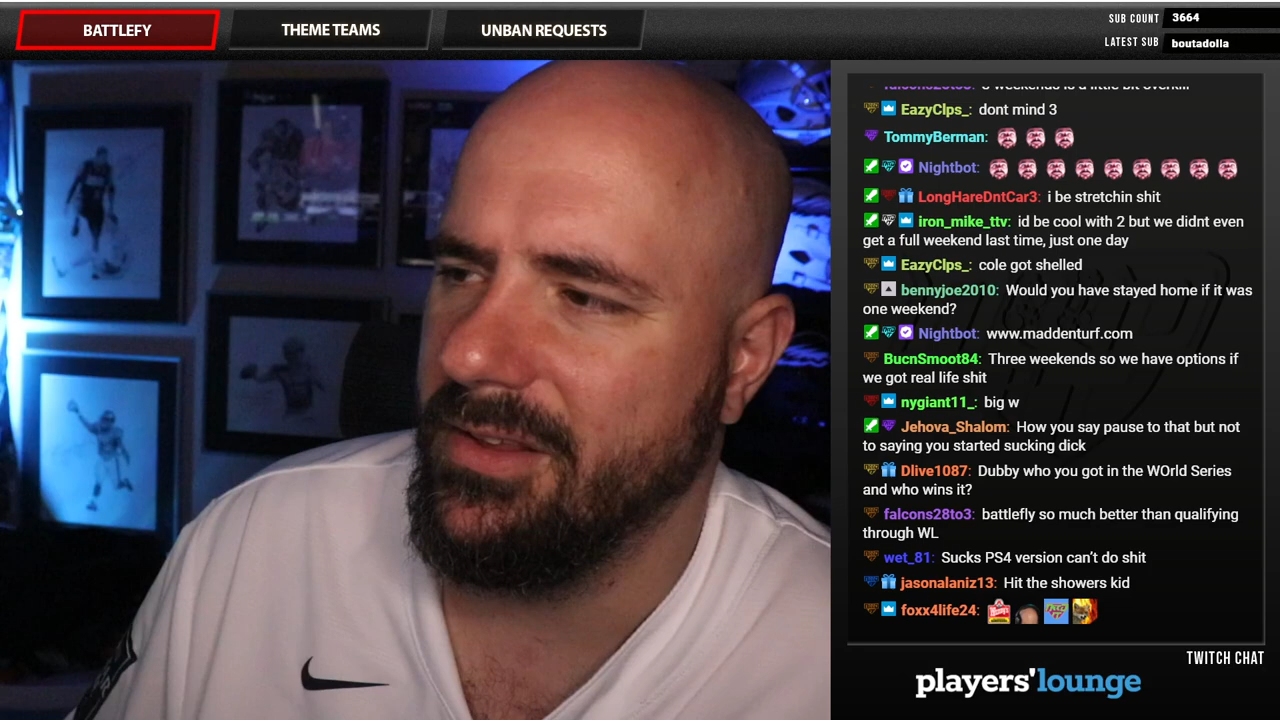 BATTLEFY
THEME TEAMS
UNBAN REQUESTS
SUB COUNT 3664
LATEST SUB boutadolla
EazyClps_: dont mind 3
TommyBerman:
Nightbot:
LongHareDntCar3: i be stretchin shit
iron_mike_ttv: id be cool with 2 but we didnt even
get a full weekend last time, just one day
EazyClps_: cole got shelled
bennyjoe2010: Would you have stayed home if it was
one weekend?
Nightbot: www.maddenturf.com
BucnSmoot84: Three weekends so we have options if
we got real life shit
nygiant11_: big w
Jehova_Shalom: How you say pause to that but not
to saying you started sucking dick
Dlive1087: Dubby who you got in the WOrld Series
and who wins it?
falcons28to3: battlefly so much better than qualifying
through WL
wet_81: Sucks PS4 version can't do shit
jasonalaniz13: Hit the showers kid
foxx4life24:
TWITCH CHAT
players'lounge